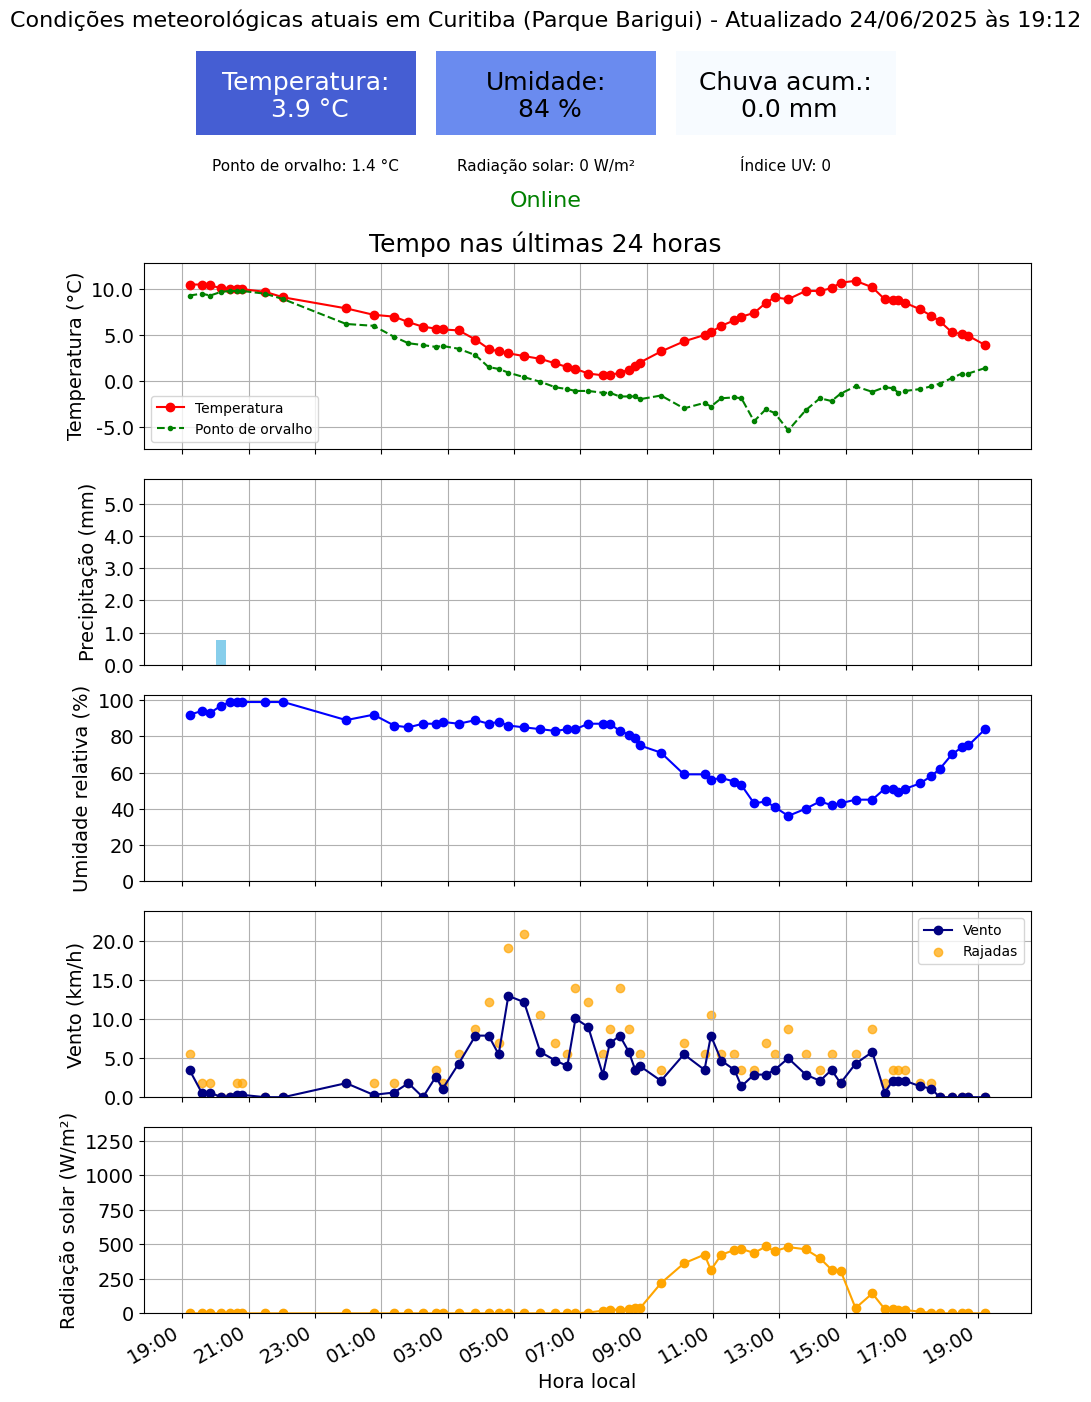 Condições meteorológicas atuais em Curitiba (Parque Barigui) - Atualizado 24/06/2025 às 19:12
Temperatura:
3.9 °C
Umidade:
84 %
Chuva acum.:
0.0 mm
Ponto de orvalho: 1.4 °C
Radiação solar: 0 W/m²
Índice UV: 0
Online
Tempo nas últimas 24 horas
Temperatura (°C)
10.0
5.0
0.0
-5.0
Temperatura
Ponto de orvalho
Precipitação (mm)
5.0
4.0
3.0
2.0
1.0
0.0
Umidade relativa (%)
100
80
60
40
20
0
Vento (km/h)
20.0
15.0
10.0
5.0
0.0
Vento
Rajadas
Radiação solar (W/m²)
1250
1000
750
500
250
0
19:00
21:00
23:00
01:00
03:00
05:00
07:00
09:00
11:00
13:00
15:00
17:00
19:00
Hora local